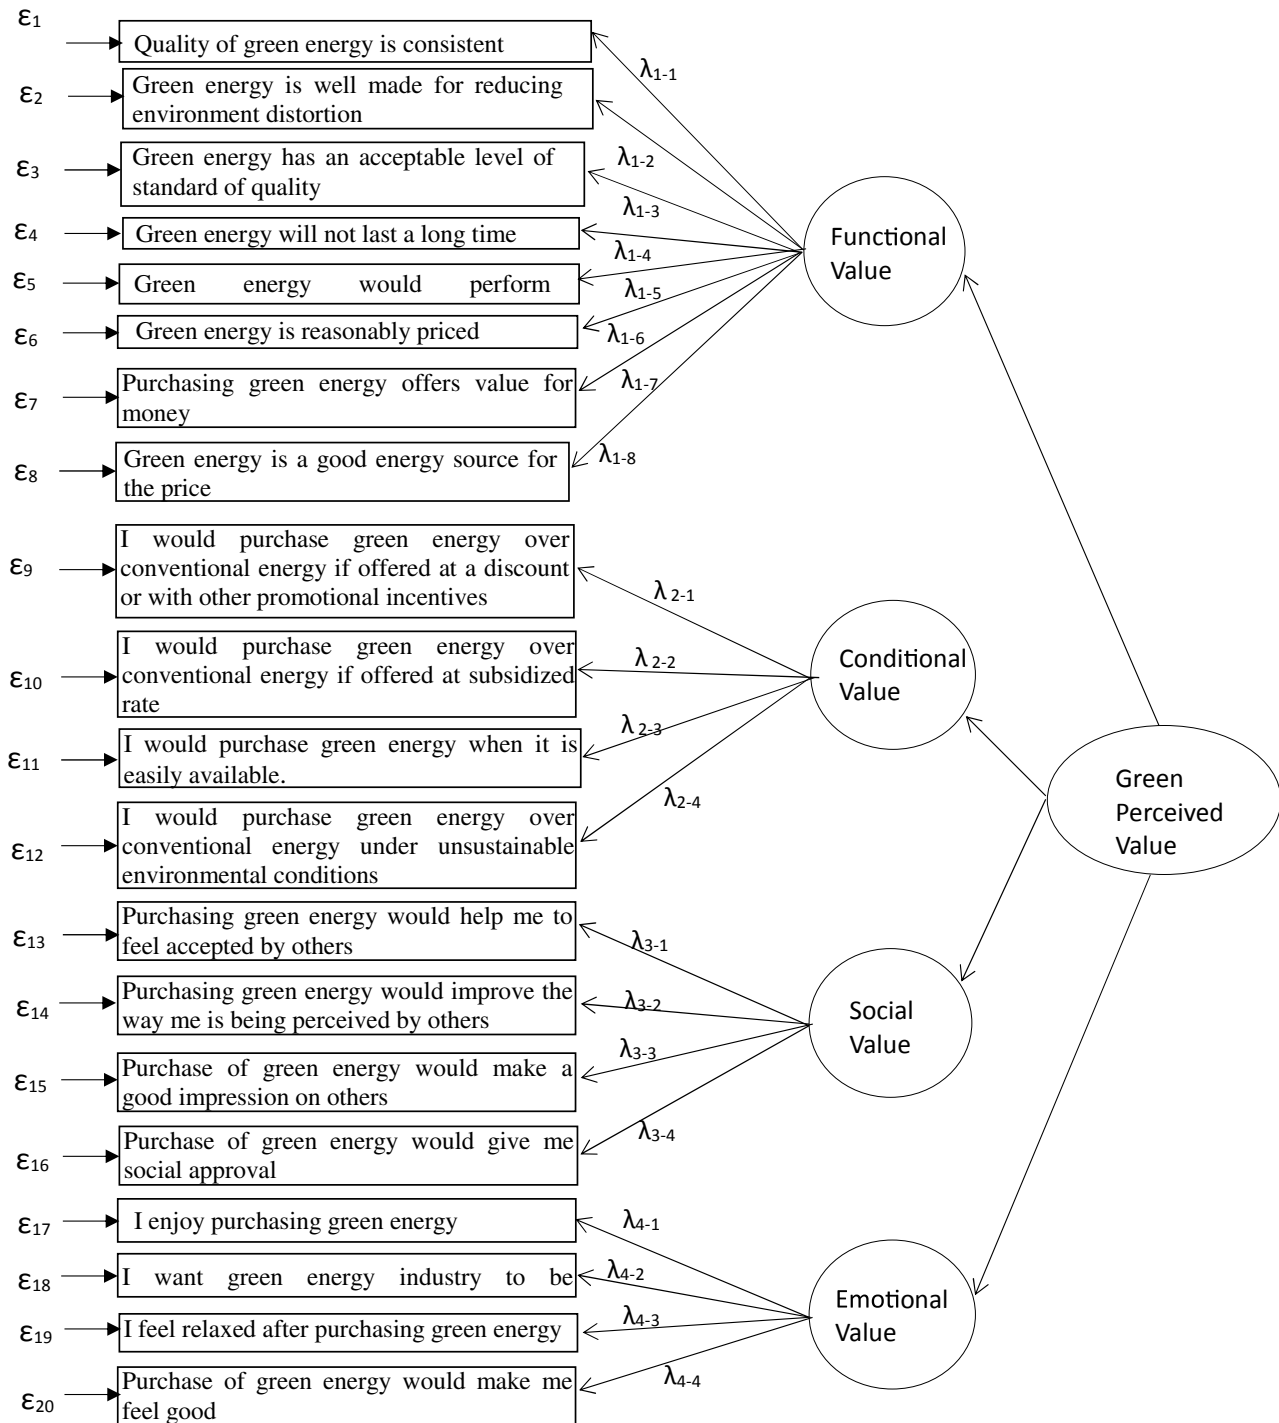 ε1
Quality of green energy is consistent
λ1-1
ε2
Green energy is well made for reducing
environment distortion
ε3
Green energy has an acceptable level of
standard of quality
λ1-2
λ1-3
ε4
Green energy will not last a long time
λ1-4
Functional
Value
ε5
Green energy would perform
λ1-5
ε6
Green energy is reasonably priced
λ1-6
ε7
Purchasing green energy offers value for
money
λ1-7
ε8
Green energy is a good energy source for
the price
λ1-8
ε9
I would purchase green energy over
conventional energy if offered at a discount
or with other promotional incentives
λ 2-1
ε10
I would purchase green energy over
conventional energy if offered at subsidized
rate
λ 2-2
Conditional
Value
ε11
I would purchase green energy when it is
easily available.
λ 2-3
λ2-4
Green
Perceived
Value
ε12
I would purchase green energy over
conventional energy under unsustainable
environmental conditions
ε13
Purchasing green energy would help me to
feel accepted by others
λ3-1
ε14
Purchasing green energy would improve the
way me is being perceived by others
λ3-2
Social
Value
ε15
Purchase of green energy would make a
good impression on others
λ3-3
ε16
Purchase of green energy would give me
social approval
λ3-4
ε17
I enjoy purchasing green energy
λ4-1
ε18
I want green energy industry to be
λ4-2
Emotional
Value
ε19
I feel relaxed after purchasing green energy
λ4-3
ε20
Purchase of green energy would make me
feel good
λ4-4